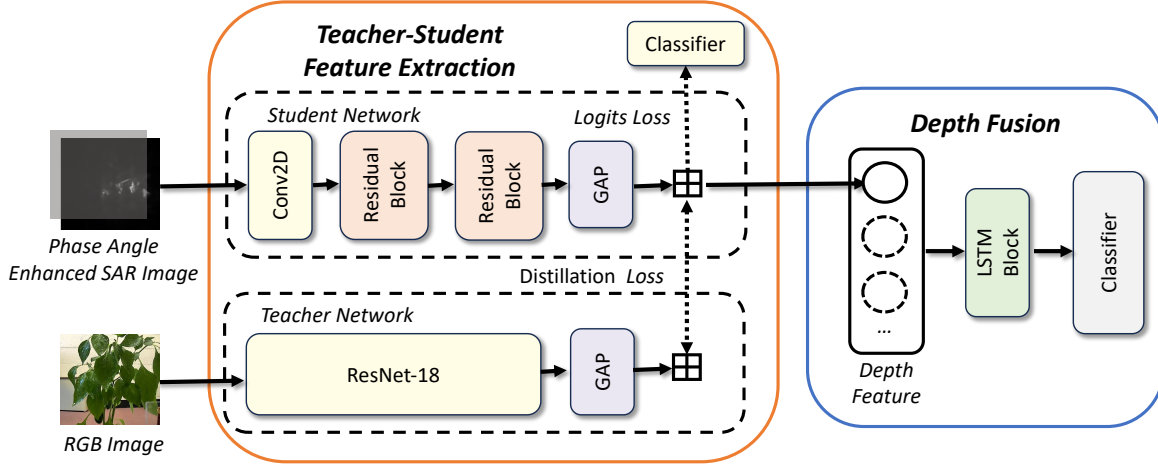 Teacher-Student
Feature Extraction
Classifier
Student Network
Logits Loss
Conv2D
Residual
Block
Residual
Block
GAP
Phase Angle
Enhanced SAR Image
Distillation Loss
Teacher Network
ResNet-18
GAP
RGB Image
Depth Fusion
...
Depth
Feature
LSTM
Block
Classifier